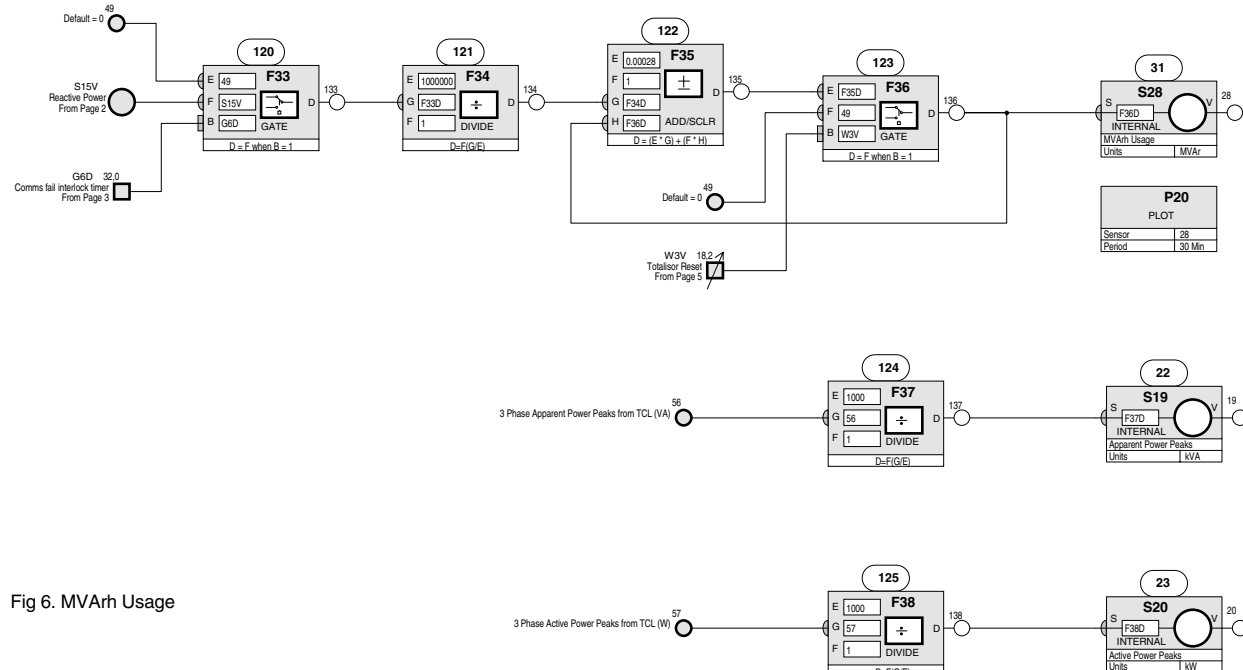 49
Default = 0
S15V
Reactive Power
From Page 2
G6D 32,0
Comms fail interlock timer
From Page 3
120
F33
E 49
F S15V
B G6D
D
GATE
D = F when B = 1
133
121
F34
E 1000000
G F33D
F 1
D
DIVIDE
D=F(G/E)
134
122
F35
E 0.00028
F 1
G F34D
H F36D
D
ADD/SCLR
D = (E * G) + (F * H)
135
49
Default = 0
W3V 18,2
Totalisor Reset
From Page 5
123
F36
E F35D
F 49
B W3V
D
GATE
D = F when B = 1
136
31
S28
S F36D V
INTERNAL
MVArh Usage
Units MVAr
28
P20
PLOT
Sensor 28
Period 30 Min
56
3 Phase Apparent Power Peaks from TCL (VA)
124
F37
E 1000
G 56
F 1
D
DIVIDE
D=F(G/E)
137
22
S19
S F37D V
INTERNAL
Apparent Power Peaks
Units kVA
19
Fig 6. MVArh Usage
57
3 Phase Active Power Peaks from TCL (W)
125
F38
E 1000
G 57
F 1
D
DIVIDE
D=F(G/E)
138
23
S20
S F38D V
INTERNAL
Active Power Peaks
Units kW
20